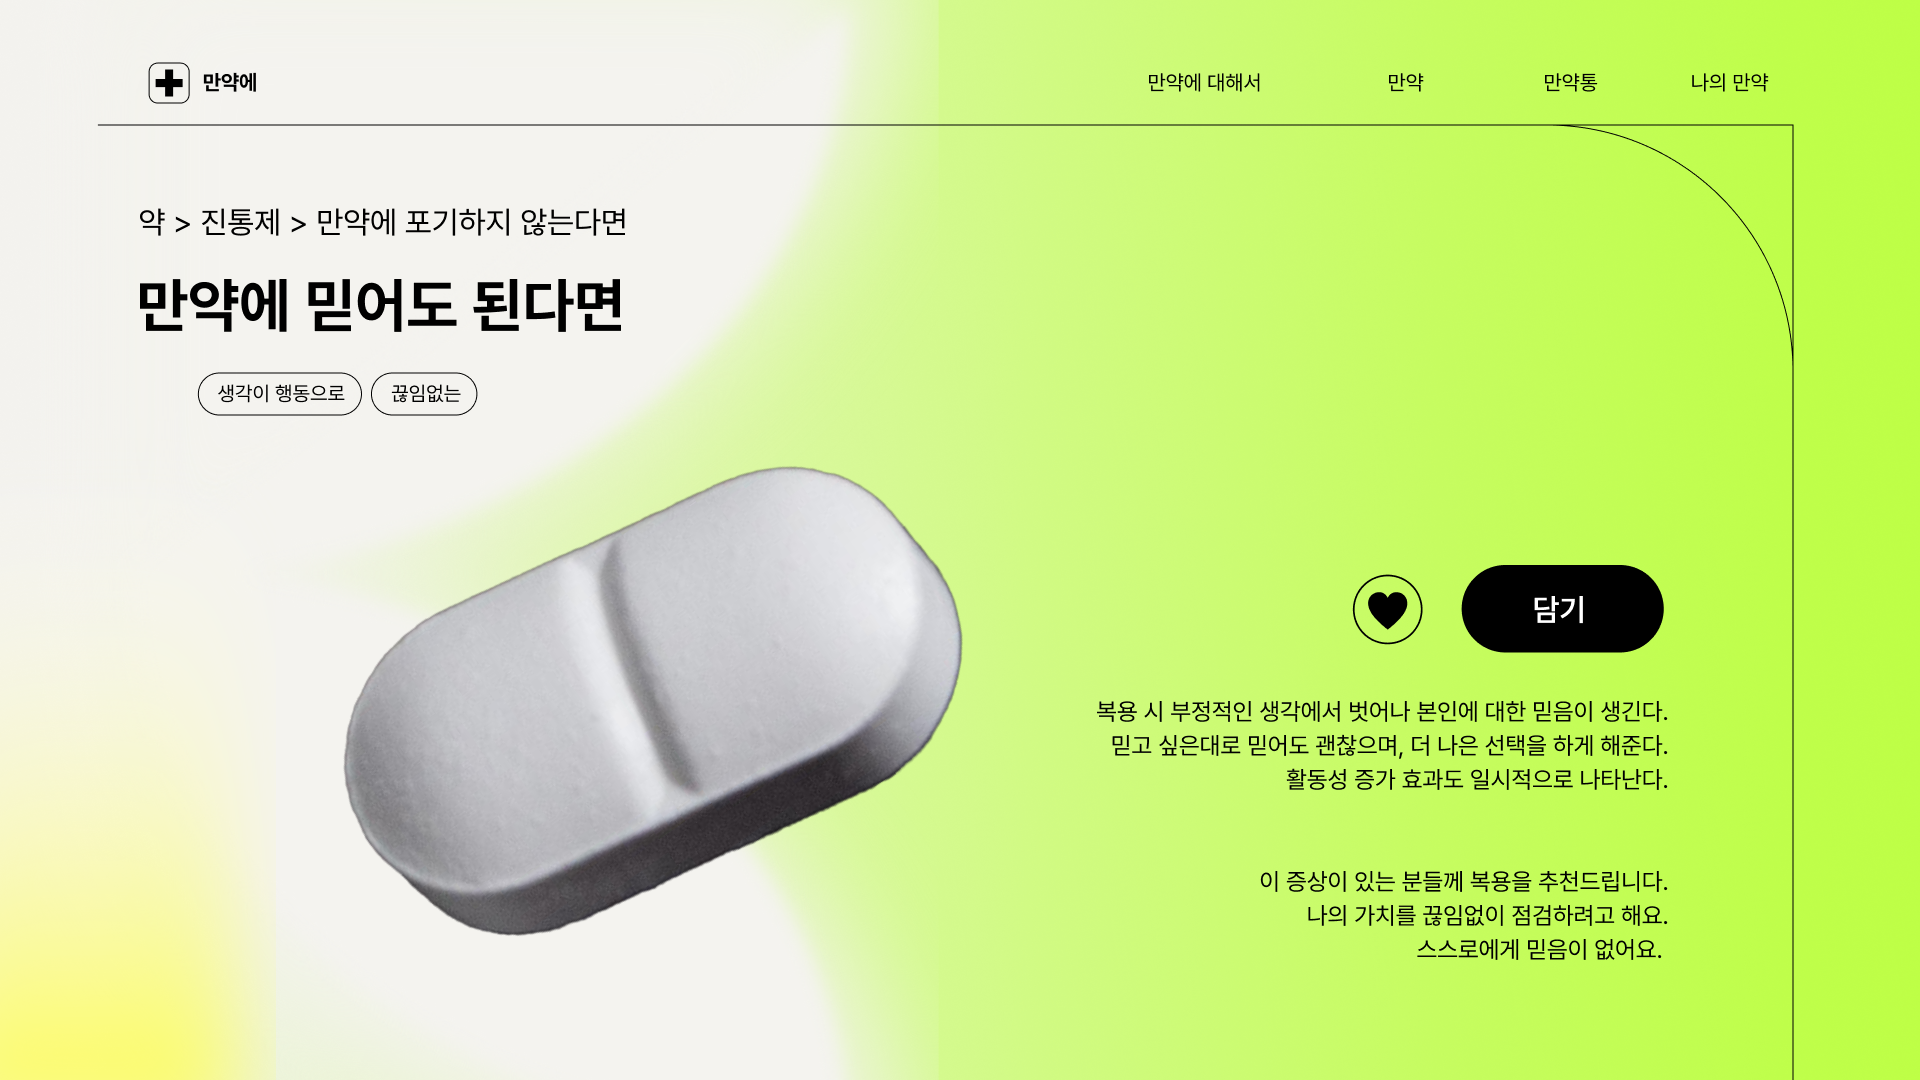 만약에
만약에 대해서
만약
만약통
나의 만약
약 > 진통제 > 만약에 포기하지 않는다면
만약에 믿어도 된다면
생각이 행동으로
끊임없는
담기
복용 시 부정적인 생각에서 벗어나 본인에 대한 믿음이 생긴다.
믿고 싶은대로 믿어도 괜찮으며, 더 나은 선택을 하게 해준다.
활동성 증가 효과도 일시적으로 나타난다.
이 증상이 있는 분들께 복용을 추천드립니다.
나의 가치를 끊임없이 점검하려고 해요.
스스로에게 믿음이 없어요.